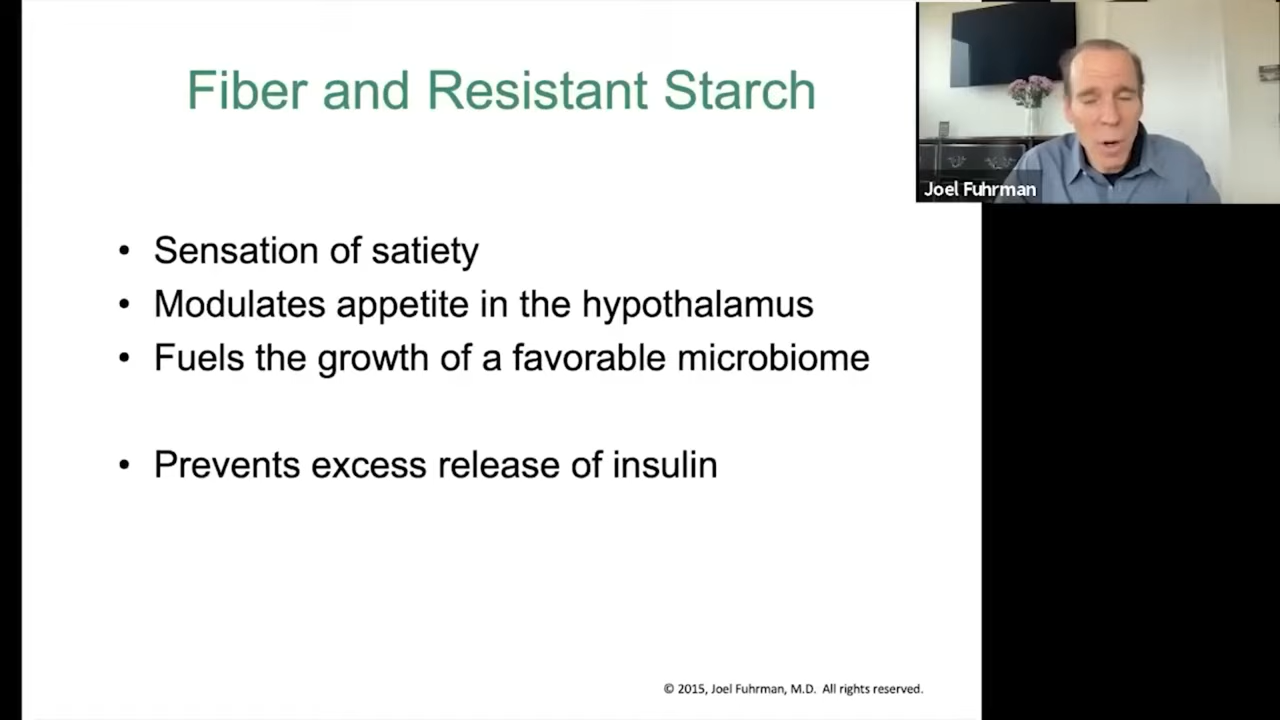 Fiber and Resistant Starch
Joel Fuhrman
• Sensation of satiety
• Modulates appetite in the hypothalamus
• Fuels the growth of a favorable microbiome
• Prevents excess release of insulin
© 2015, Joel Fuhrman, M.D.  All rights reserved.